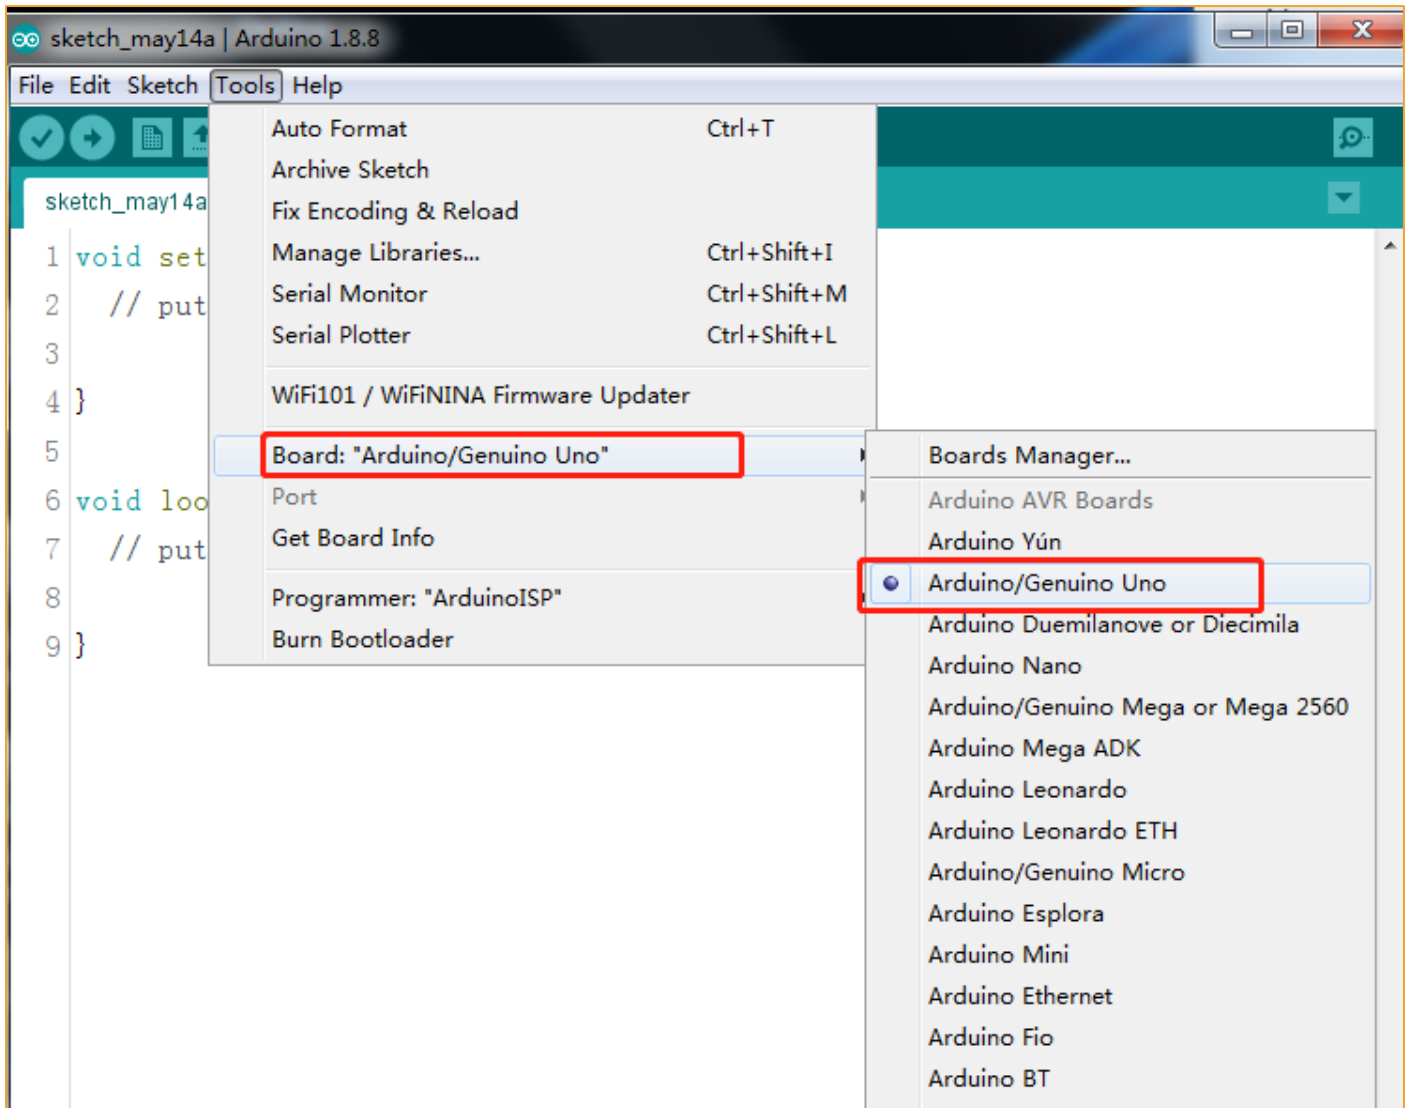 sketch_may14a | Arduino 1.8.8
File Edit Sketch Tools Help
Auto Format Ctrl+T
Archive Sketch
Fix Encoding & Reload
Manage Libraries... Ctrl+Shift+I
Serial Monitor Ctrl+Shift+M
Serial Plotter Ctrl+Shift+L
WiFi101 / WiFiNINA Firmware Updater
Board: "Arduino/Genuino Uno"
Port
Get Board Info
Programmer: "ArduinoISP"
Burn Bootloader
Boards Manager...
Arduino AVR Boards
Arduino Yún
Arduino/Genuino Uno
Arduino Duemilanove or Diecimila
Arduino Nano
Arduino/Genuino Mega or Mega 2560
Arduino Mega ADK
Arduino Leonardo
Arduino Leonardo ETH
Arduino/Genuino Micro
Arduino Esplora
Arduino Mini
Arduino Ethernet
Arduino Fio
Arduino BT
sketch_may14a
1 void set
2 // put
3
4 }
5
6 void loo
7 // put
8
9 }